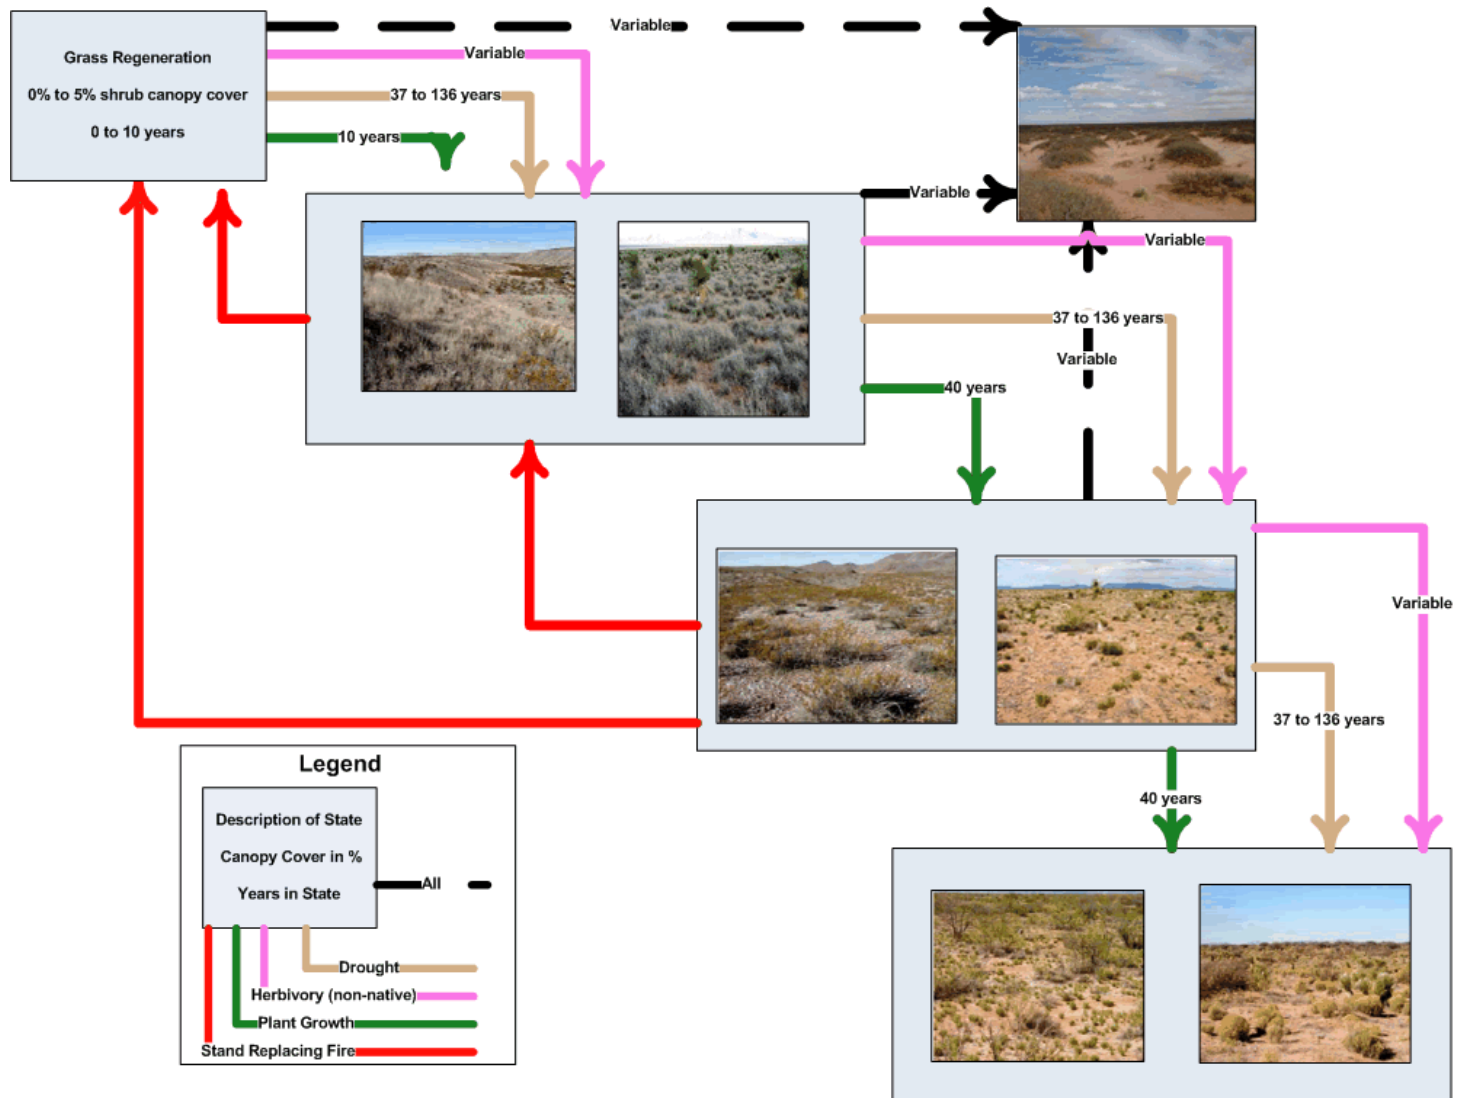 Variable
Grass Regeneration
0% to 5% shrub canopy cover
0 to 10 years
Variable
37 to 136 years
10 years
Variable
Variable
37 to 136 years
Variable
40 years
Variable
37 to 136 years
40 years
Legend
Description of State
Canopy Cover in %
Years in State
All
Drought
Herbivory (non-native)
Plant Growth
Stand Replacing Fire